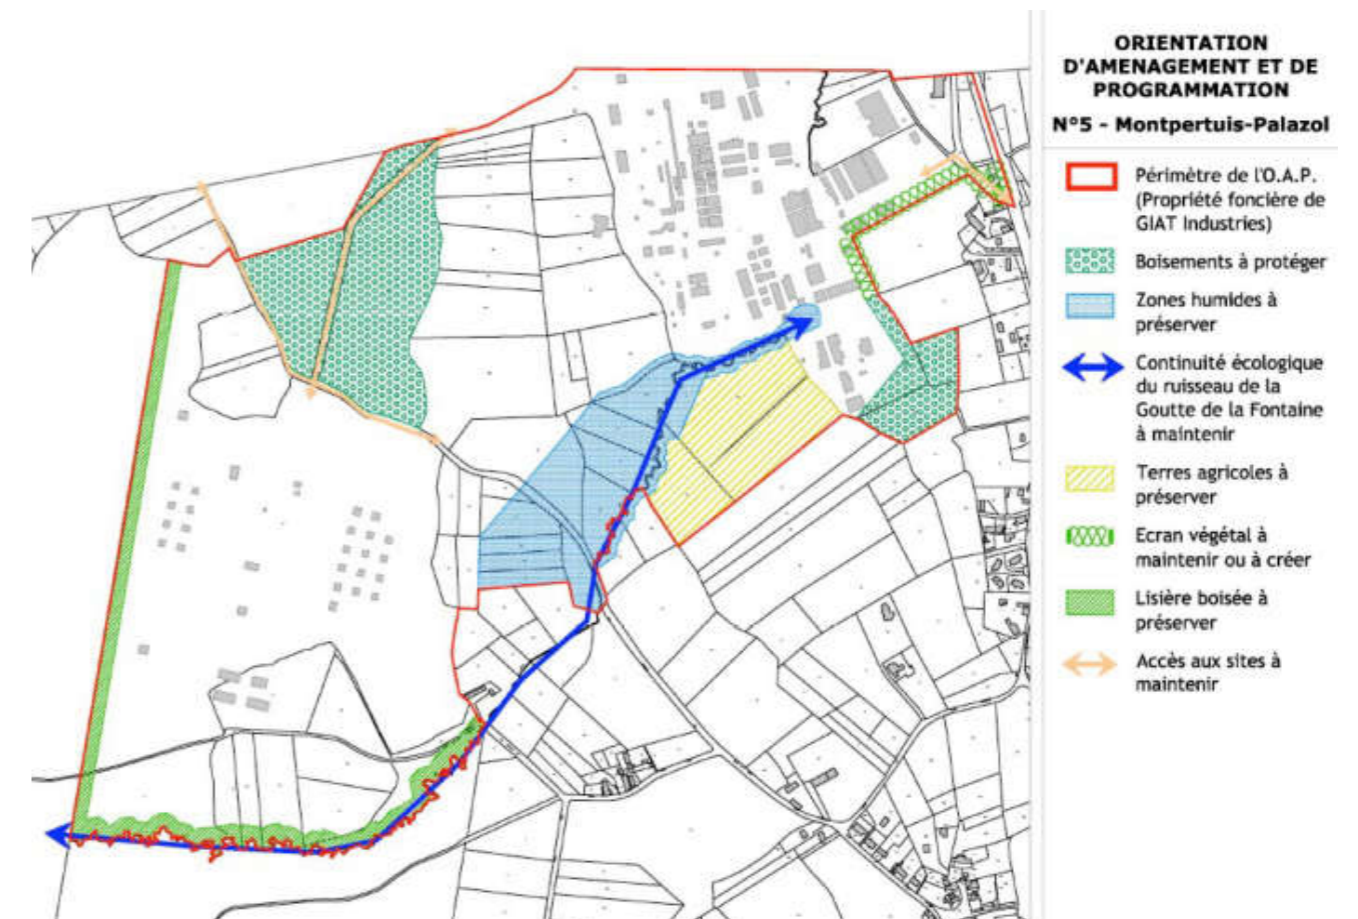 ORIENTATION
D'AMENAGEMENT ET DE
PROGRAMMATION
N°5 - Montpertuis-Palazol
Périmètre de l'O.A.P.
(Propriété foncière de
GIAT Industries)
Boisements à protéger
Zones humides à
préserver
Continuité écologique
du ruisseau de la
Goutte de la Fontaine
à maintenir
Terres agricoles à
préserver
Ecran végétal à
maintenir ou à créer
Lisière boisée à
préserver
Accès aux sites à
maintenir